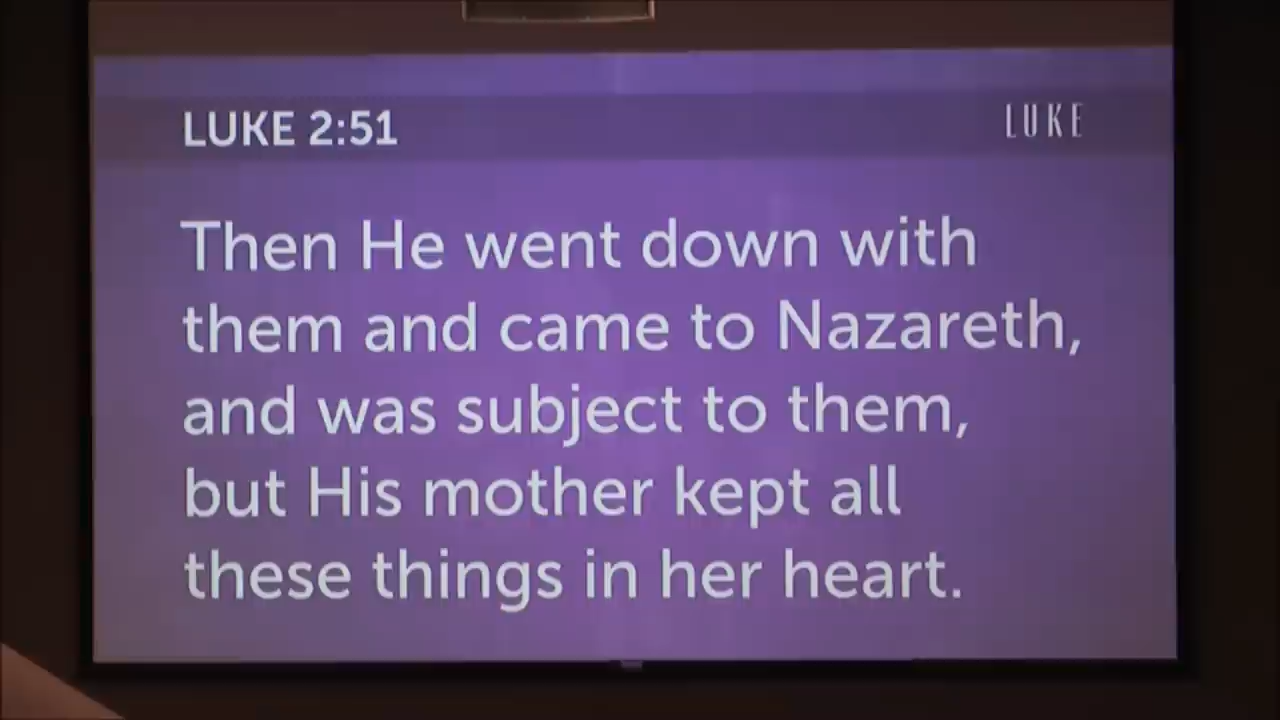 LUKE 2:51
LUKE
Then He went down with
them and came to Nazareth,
and was subject to them,
but His mother kept all
these things in her heart.